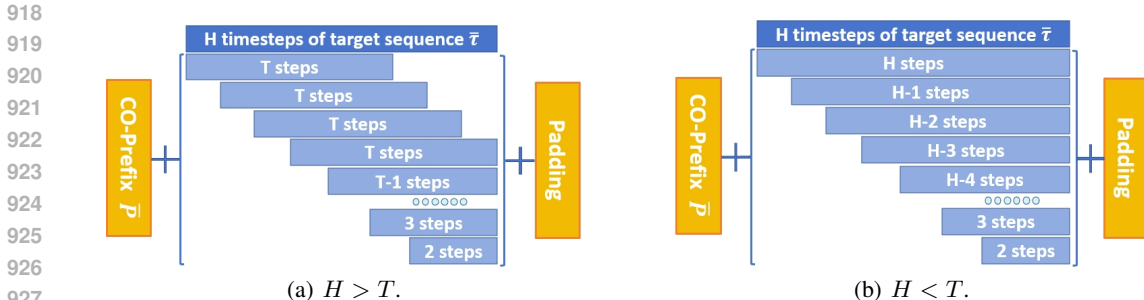 918
919
920
921
922
923
924
925
926
927
H timesteps of target sequence τ̄
T steps
T steps
T steps
T steps
T-1 steps
3 steps
2 steps
CO-Prefix P̄
+
+
Padding
(a) H > T.
H timesteps of target sequence τ̄
H steps
H-1 steps
H-2 steps
H-3 steps
H-4 steps
3 steps
2 steps
CO-Prefix P̄
+
+
Padding
(b) H < T.